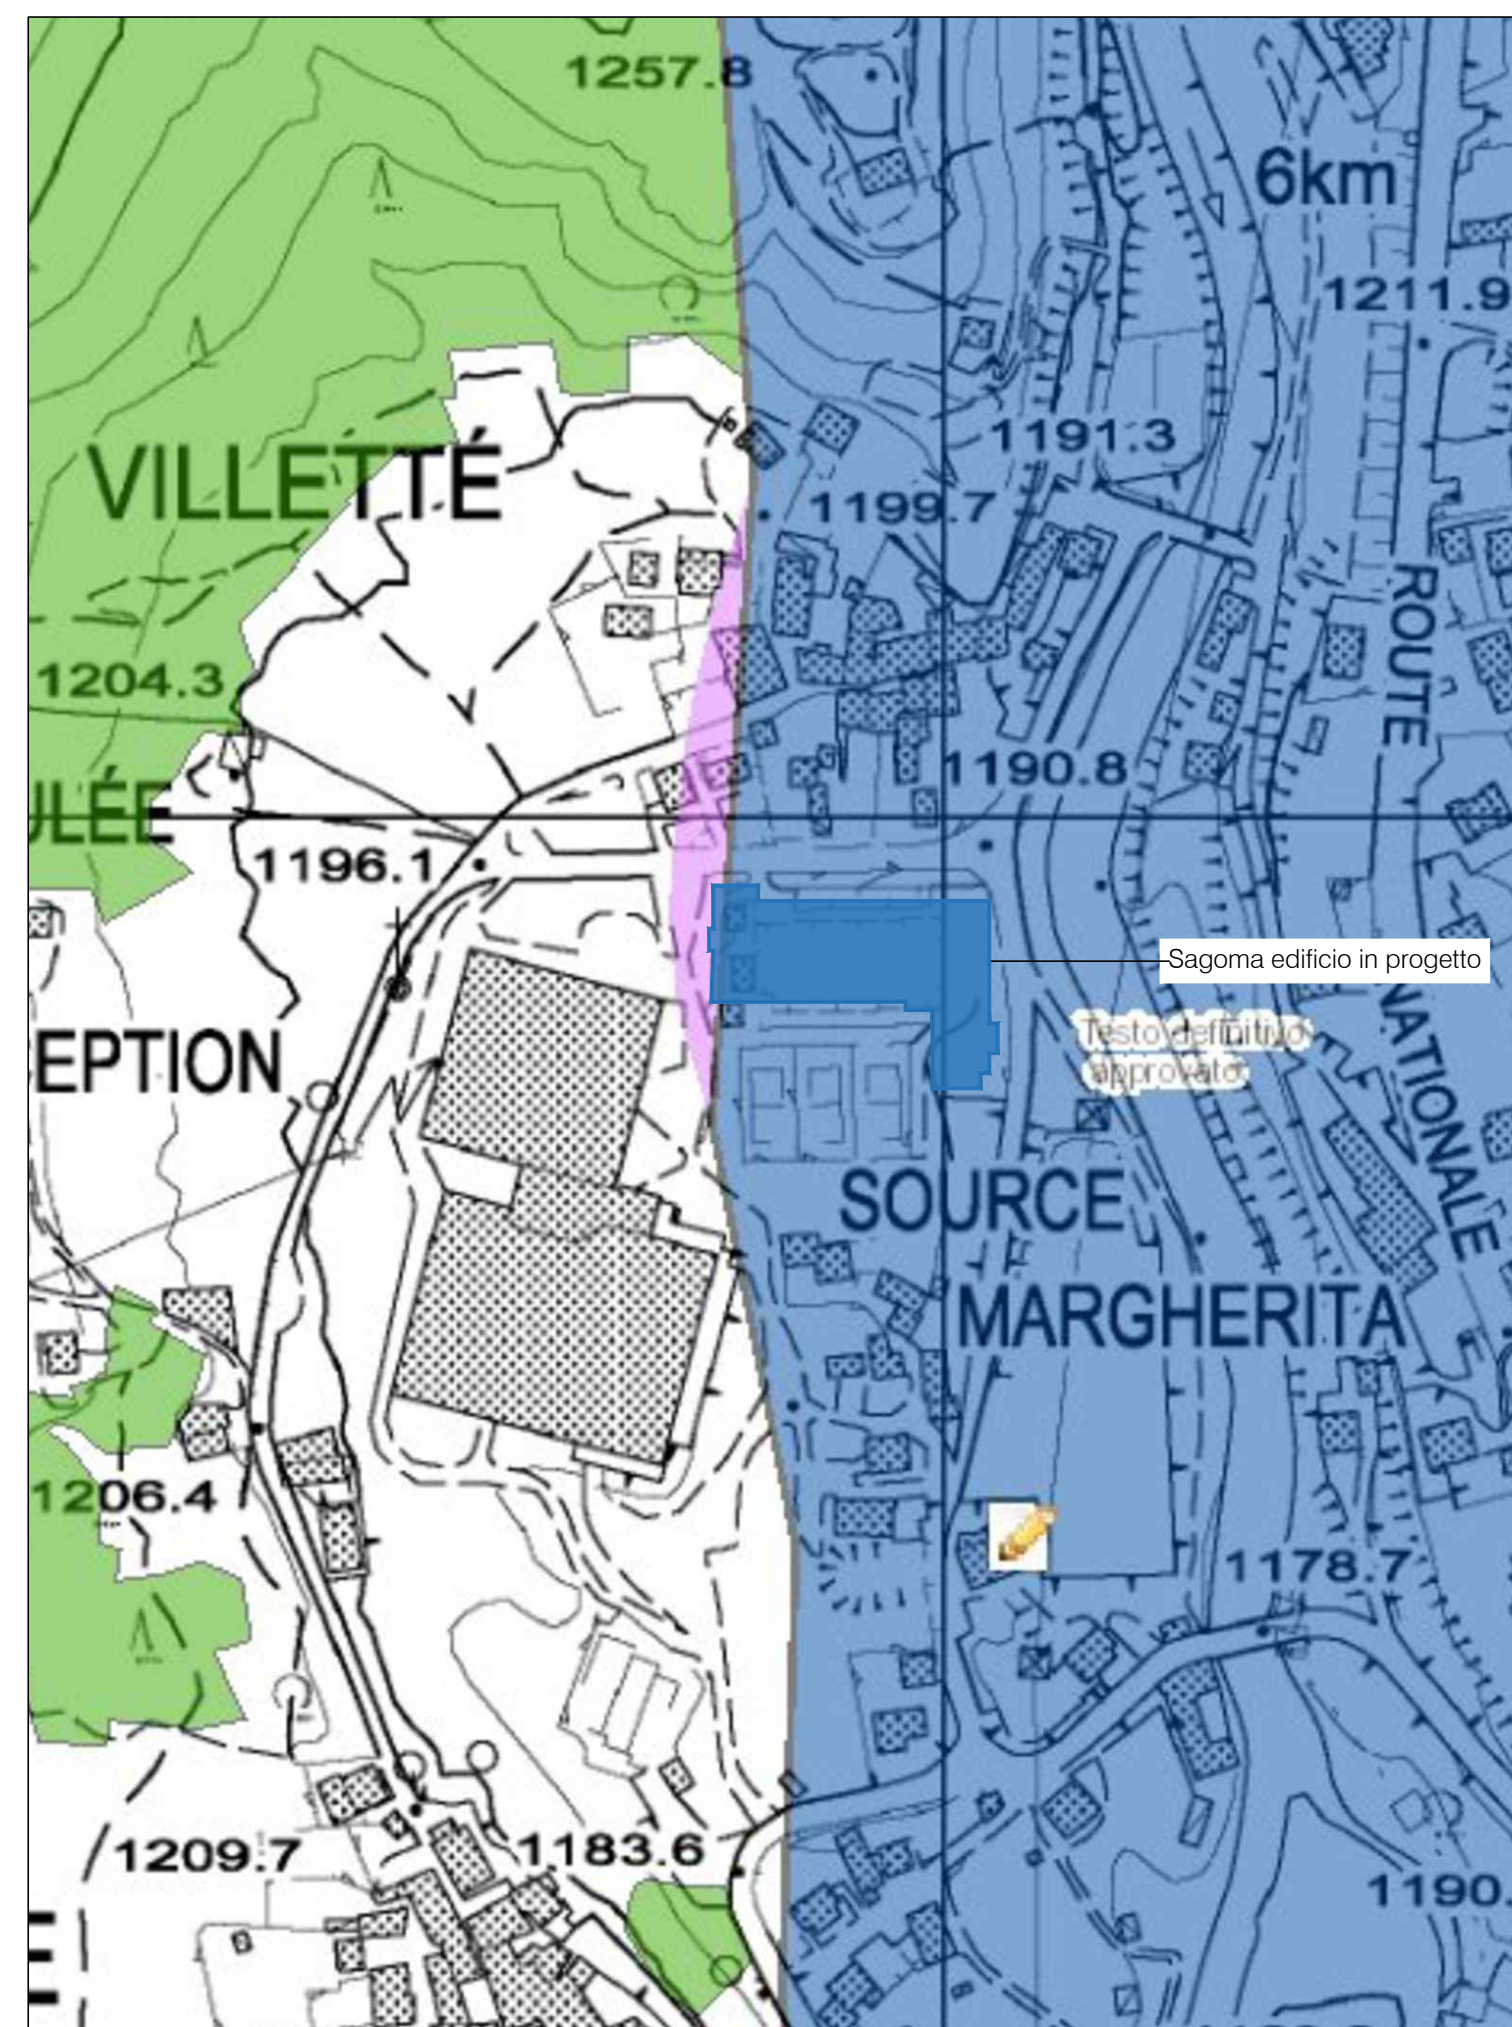 1257.8
6km
1211.9
1191.3
VILLETTÉ
1199.7
ROUTE
1204.3
1190.8
ULÉE
1196.1
Sagoma edificio in progetto
NATIONALE
Testo definitivo
approvato
EPTION
SOURCE
MARGHERITA
1206.4
1178.7
1209.7
1183.6
1190
E